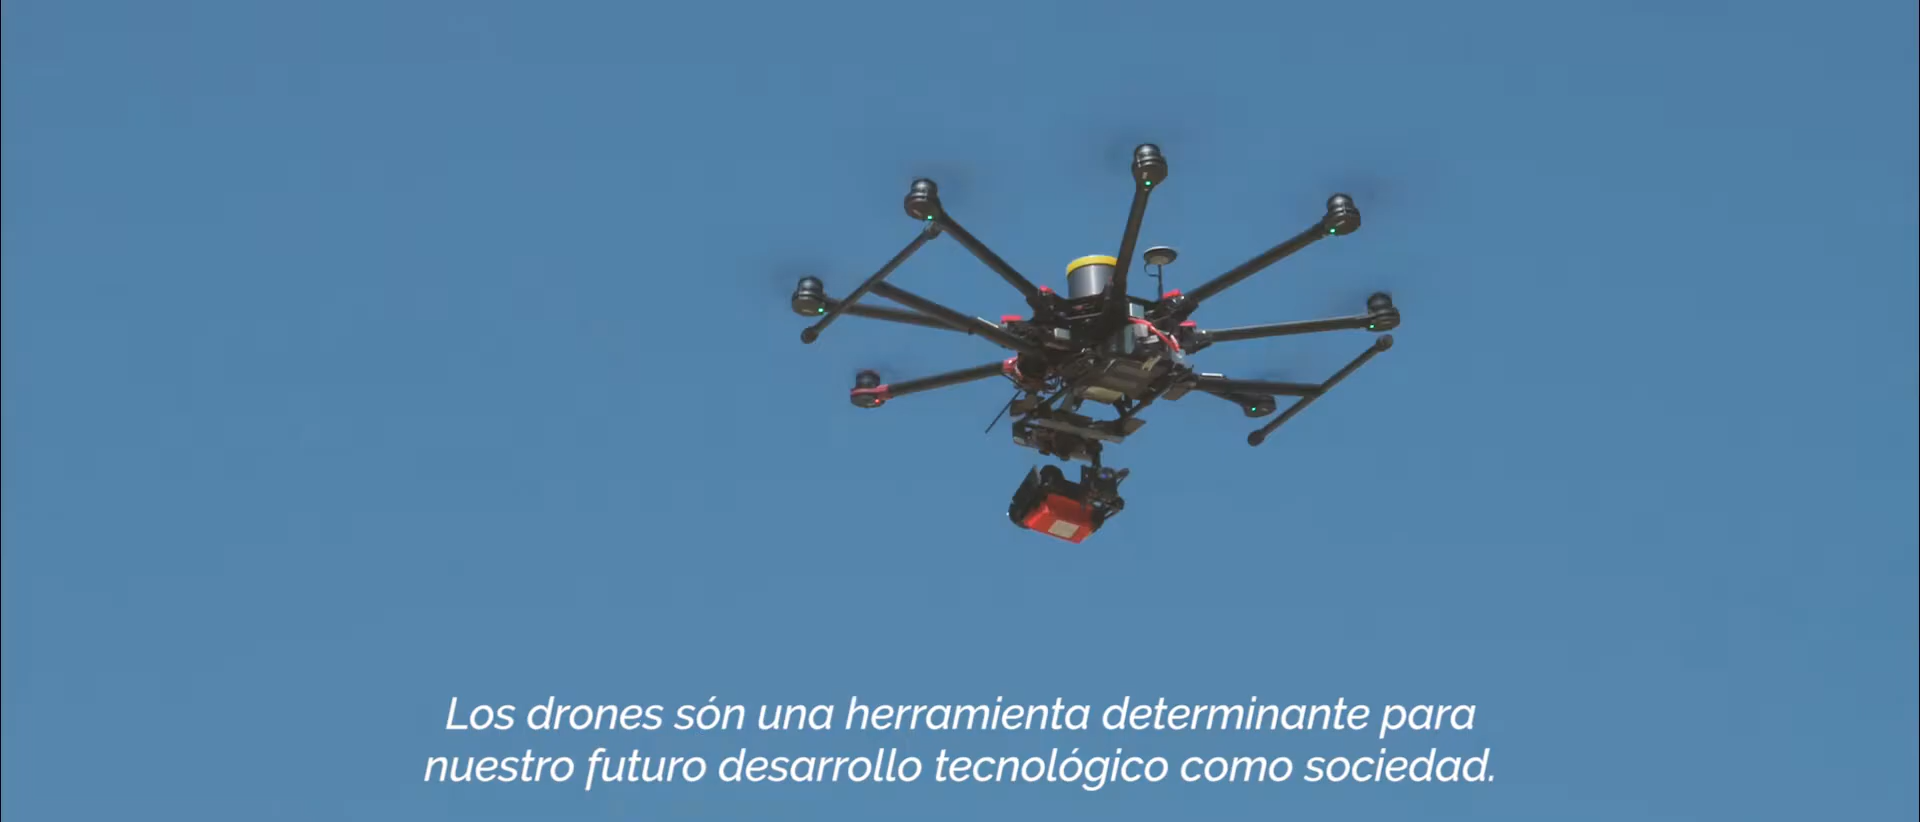 Los drones són una herramienta determinante para
nuestro futuro desarrollo tecnológico como sociedad.